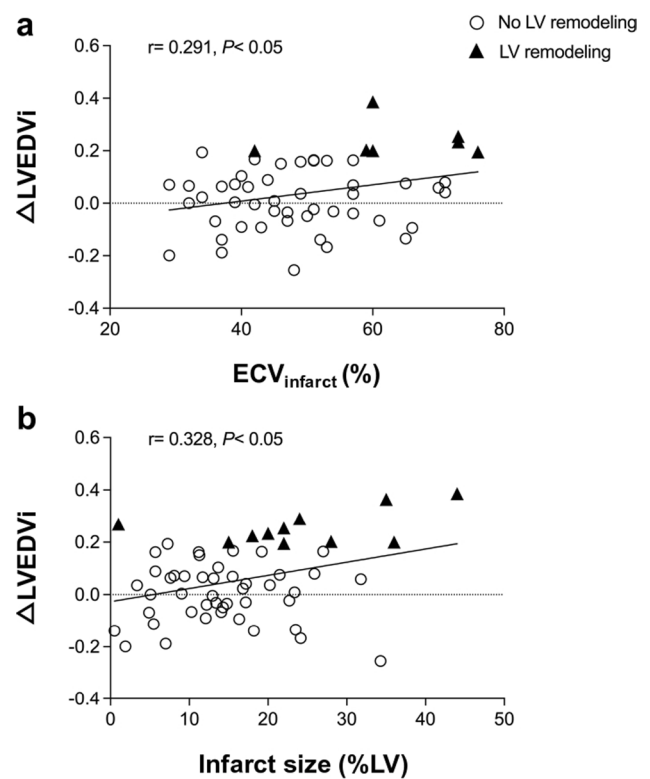 a
No LV remodeling
LV remodeling
r= 0.291, P< 0.05
0.6
0.4
0.2
0.0
-0.2
-0.4
△LVEDVi
20 40 60 80
ECVinfarct (%)
b
r= 0.328, P< 0.05
0.6
0.4
0.2
0.0
-0.2
-0.4
△LVEDVi
0 10 20 30 40 50
Infarct size (%LV)